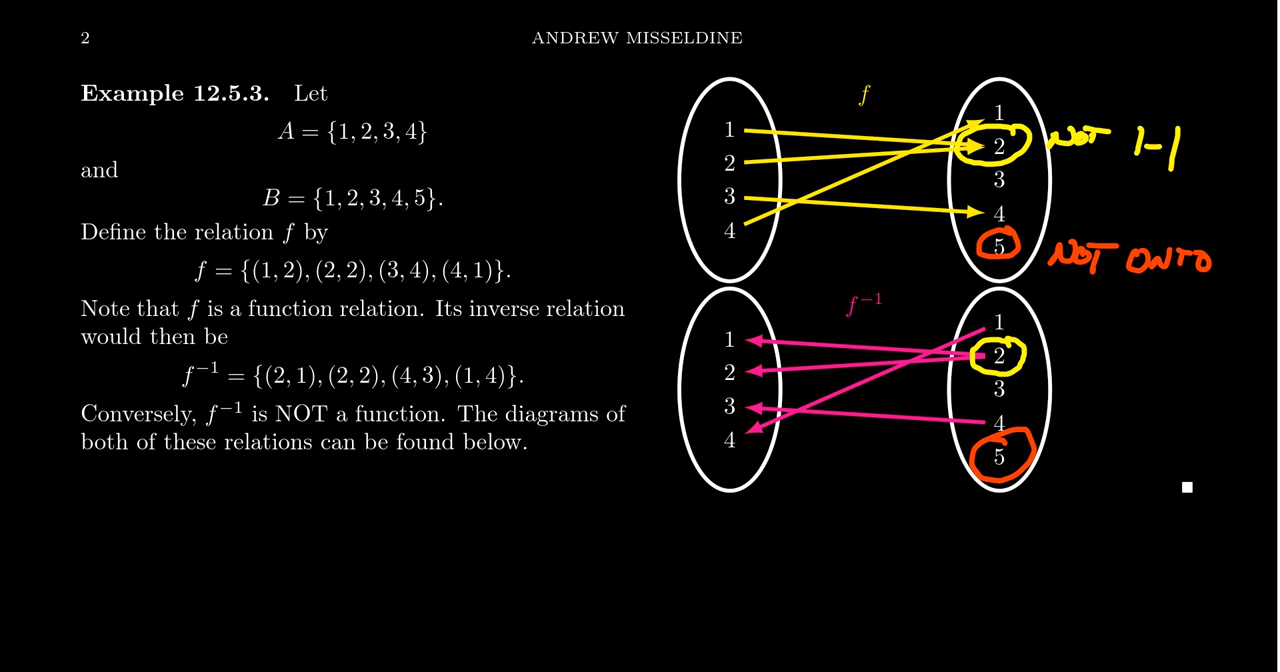 2
ANDREW MISSELDINE
Example 12.5.3. Let
A = {1, 2, 3, 4}
and
B = {1, 2, 3, 4, 5}.
Define the relation f by
f = {(1, 2), (2, 2), (3, 4), (4, 1)}.
Note that f is a function relation. Its inverse relation
would then be
f⁻¹ = {(2, 1), (2, 2), (4, 3), (1, 4)}.
Conversely, f⁻¹ is NOT a function. The diagrams of
both of these relations can be found below.
f
1
2
3
4
1
2
3
4
5
NOT 1-1
NOT ONTO
f⁻¹
1
2
3
4
1
2
3
4
5